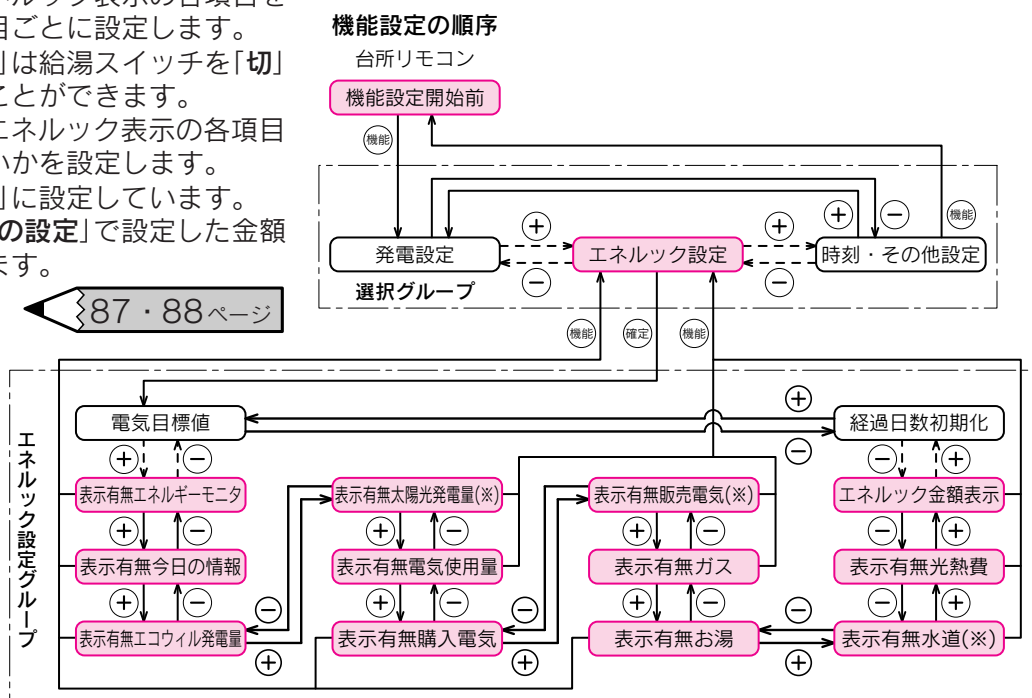 ルック表示の各項目を
目ごとに設定します。
｣は給湯スイッチを｢切｣
ことができます。
エネルック表示の各項目
いかを設定します。
｣に設定しています。
の設定｣で設定した金額
ます。
87・88ページ
機能設定の順序
台所リモコン
機能設定開始前
機能
＋ － 機能
発電設定 ＋ － エネルック設定 ＋ － 時刻・その他設定
選択グループ
機能 確定 機能
エネルック設定グループ
電気目標値 ＋ － 経過日数初期化
＋ － － ＋
表示有無エネルギーモニタ 表示有無太陽光発電量(※) 表示有無販売電気(※) エネルック金額表示
＋ － ＋ － ＋ － － ＋
表示有無今日の情報 表示有無電気使用量 表示有無ガス 表示有無光熱費
＋ － ＋ － ＋ － － ＋
表示有無エコウィル発電量 － ＋ 表示有無購入電気 － ＋ 表示有無お湯 － ＋ 表示有無水道(※)